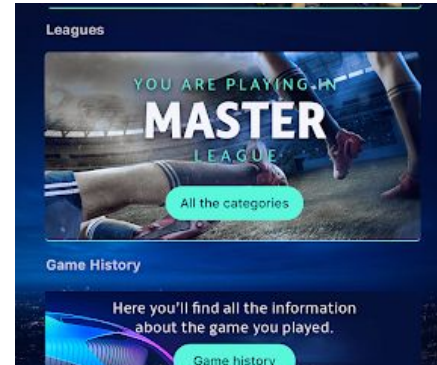 Leagues
YOU ARE PLAYING IN
MASTER
LEAGUE
All the categories
Game History
Here you'll find all the information
about the game you played.
Game history